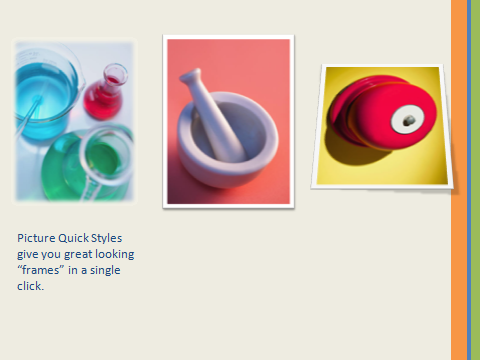 Picture Quick Styles
give you great looking
“frames” in a single
click.